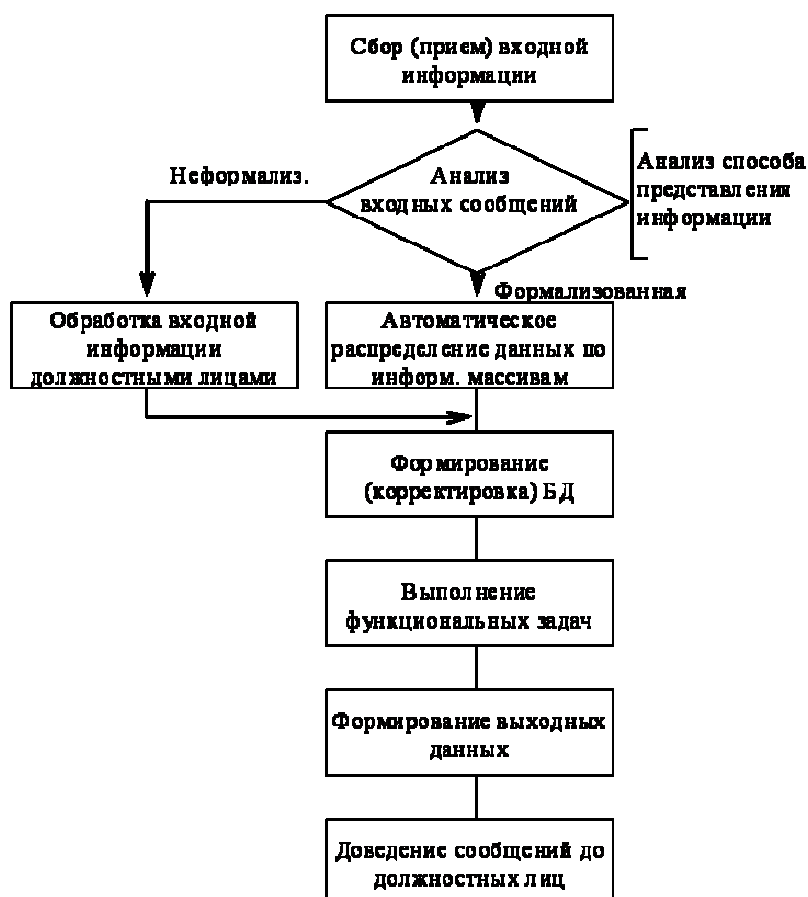 Сбор (прием) входной
информации
Неформализ.
Анализ
входных сообщений
Анализ способа
представления
информации
Формализованная
Обработка входной
информации
должностными лицами
Автоматическое
распределение данных по
информ. массивам
Формирование
(корректировка) БД
Выполнение
функциональных задач
Формирование выходных
данных
Доведение сообщений до
должностных лиц